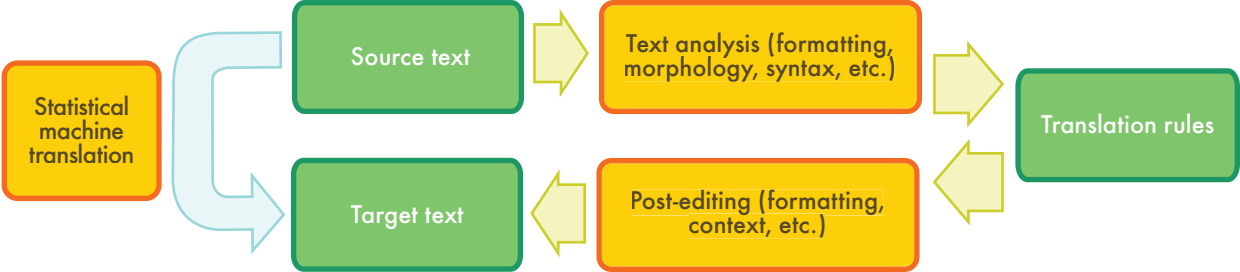 Statistical
machine
translation
Source text
Text analysis (formatting,
morphology, syntax, etc.)
Translation rules
Post-editing (formatting,
context, etc.)
Target text